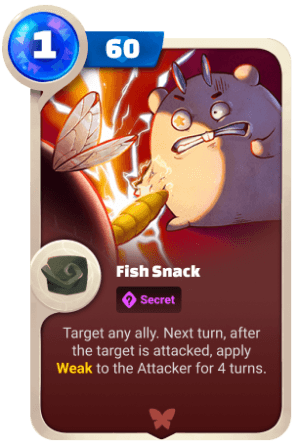 1
60
Fish Snack
Secret
Target any ally. Next turn, after
the target is attacked, apply
Weak to the Attacker for 4 turns.